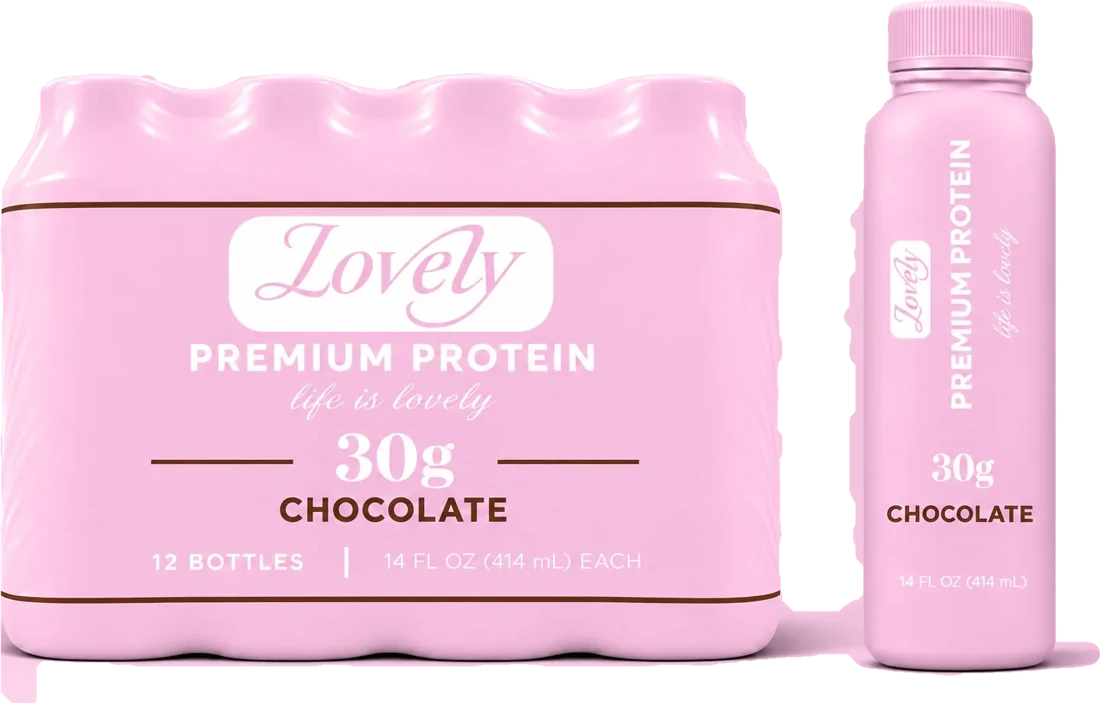 Lovely
PREMIUM PROTEIN
life is lovely
30g
CHOCOLATE
12 BOTTLES | 14 FL OZ (414 mL) EACH
Lovely
PREMIUM PROTEIN
life is lovely
30g
CHOCOLATE
14 FL OZ (414 mL)